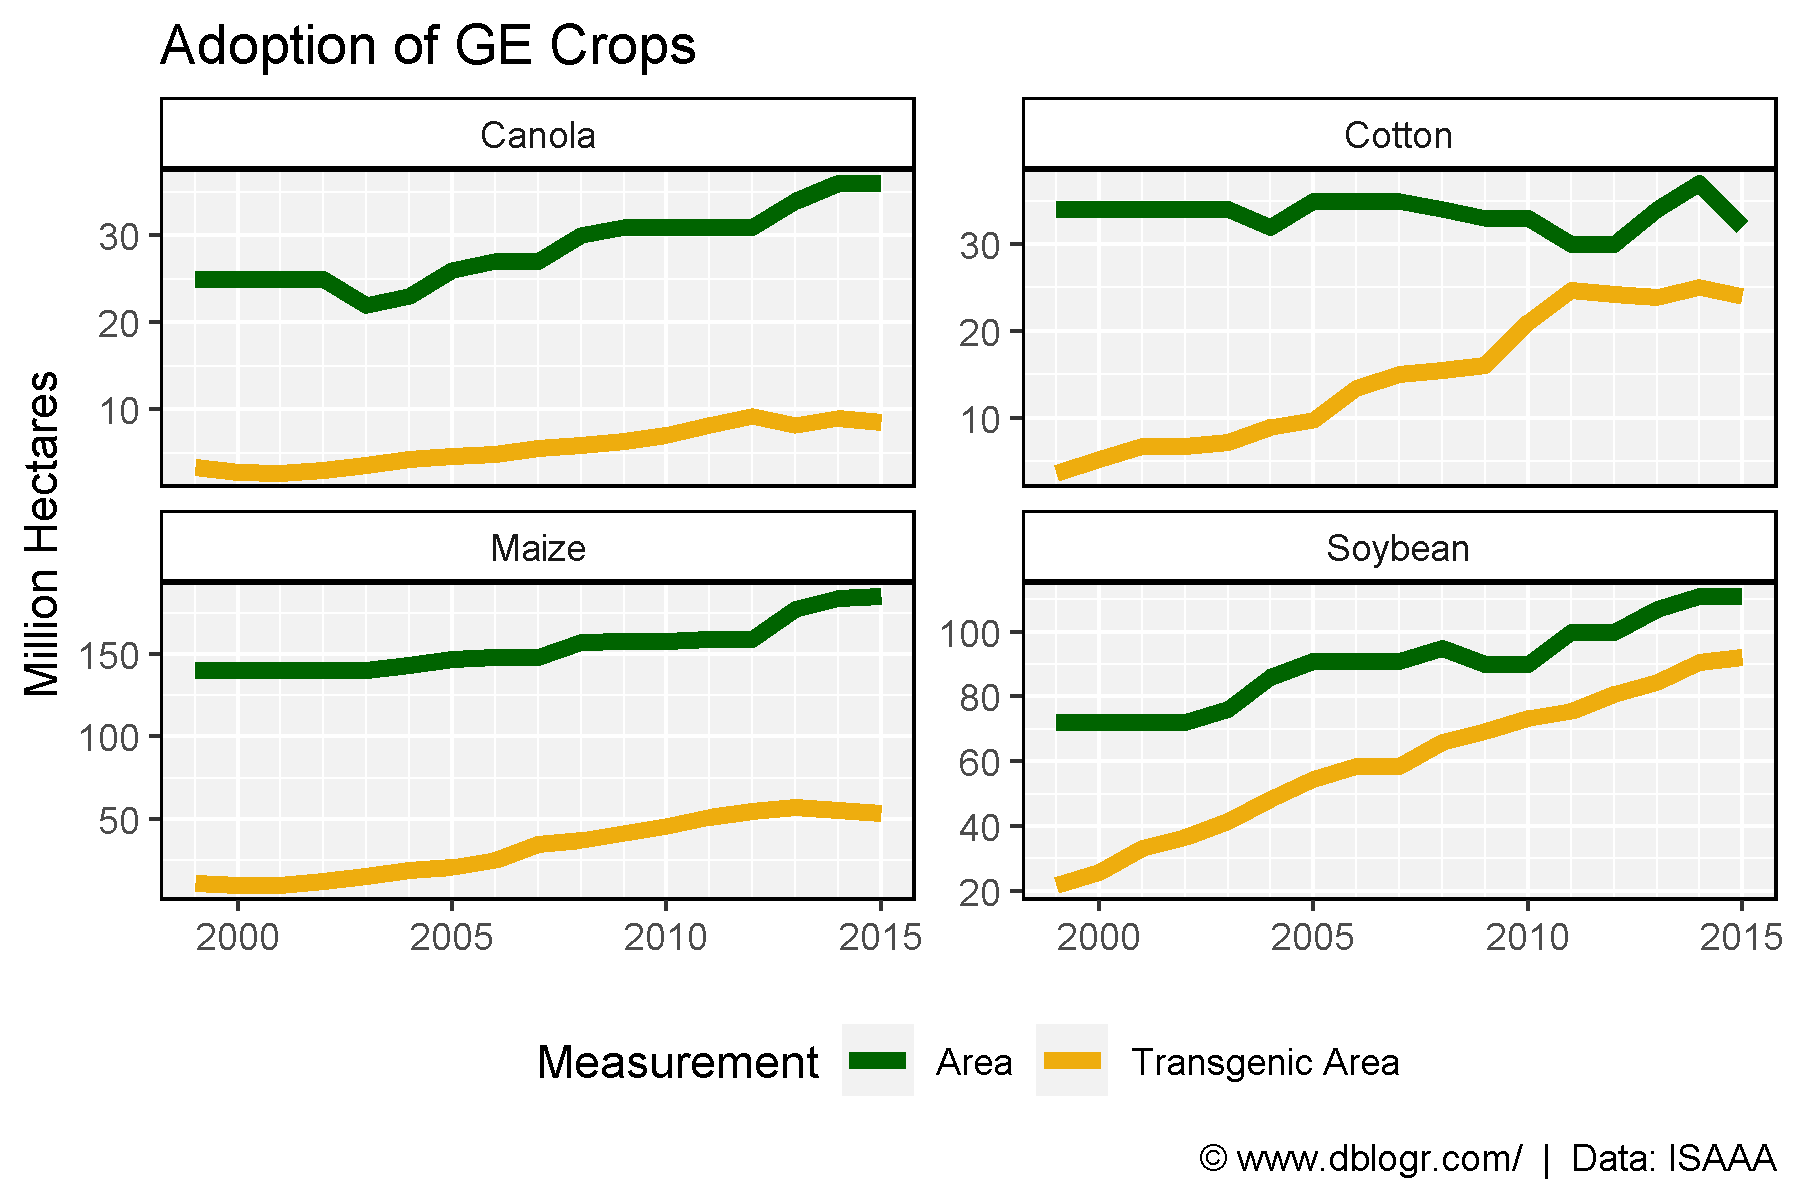 Adoption of GE Crops
Million Hectares
Canola
30
20
10
Cotton
30
20
10
Maize
150
100
50
2000 2005 2010 2015
Soybean
100
80
60
40
20
2000 2005 2010 2015
Measurement Area Transgenic Area
© www.dblogr.com/ | Data: ISAAA